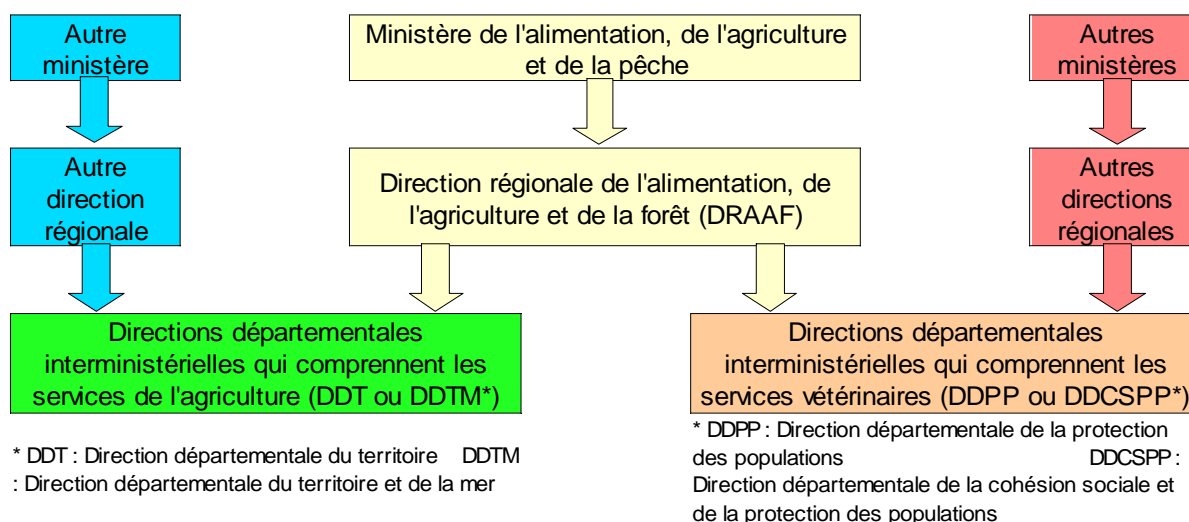 Autre
ministère
Ministère de l'alimentation, de l'agriculture
et de la pêche
Autres
ministères
Autre
direction
régionale
Direction régionale de l'alimentation, de
l'agriculture et de la forêt (DRAAF)
Autres
directions
régionales
Directions départementales
interministérielles qui comprennent les
services de l'agriculture (DDT ou DDTM*)
Directions départementales
interministérielles qui comprennent les
services vétérinaires (DDPP ou DDCSPP*)
* DDT : Direction départementale du territoire DDTM
: Direction départementale du territoire et de la mer
* DDPP : Direction départementale de la protection
des populations DDCSPP :
Direction départementale de la cohésion sociale et
de la protection des populations